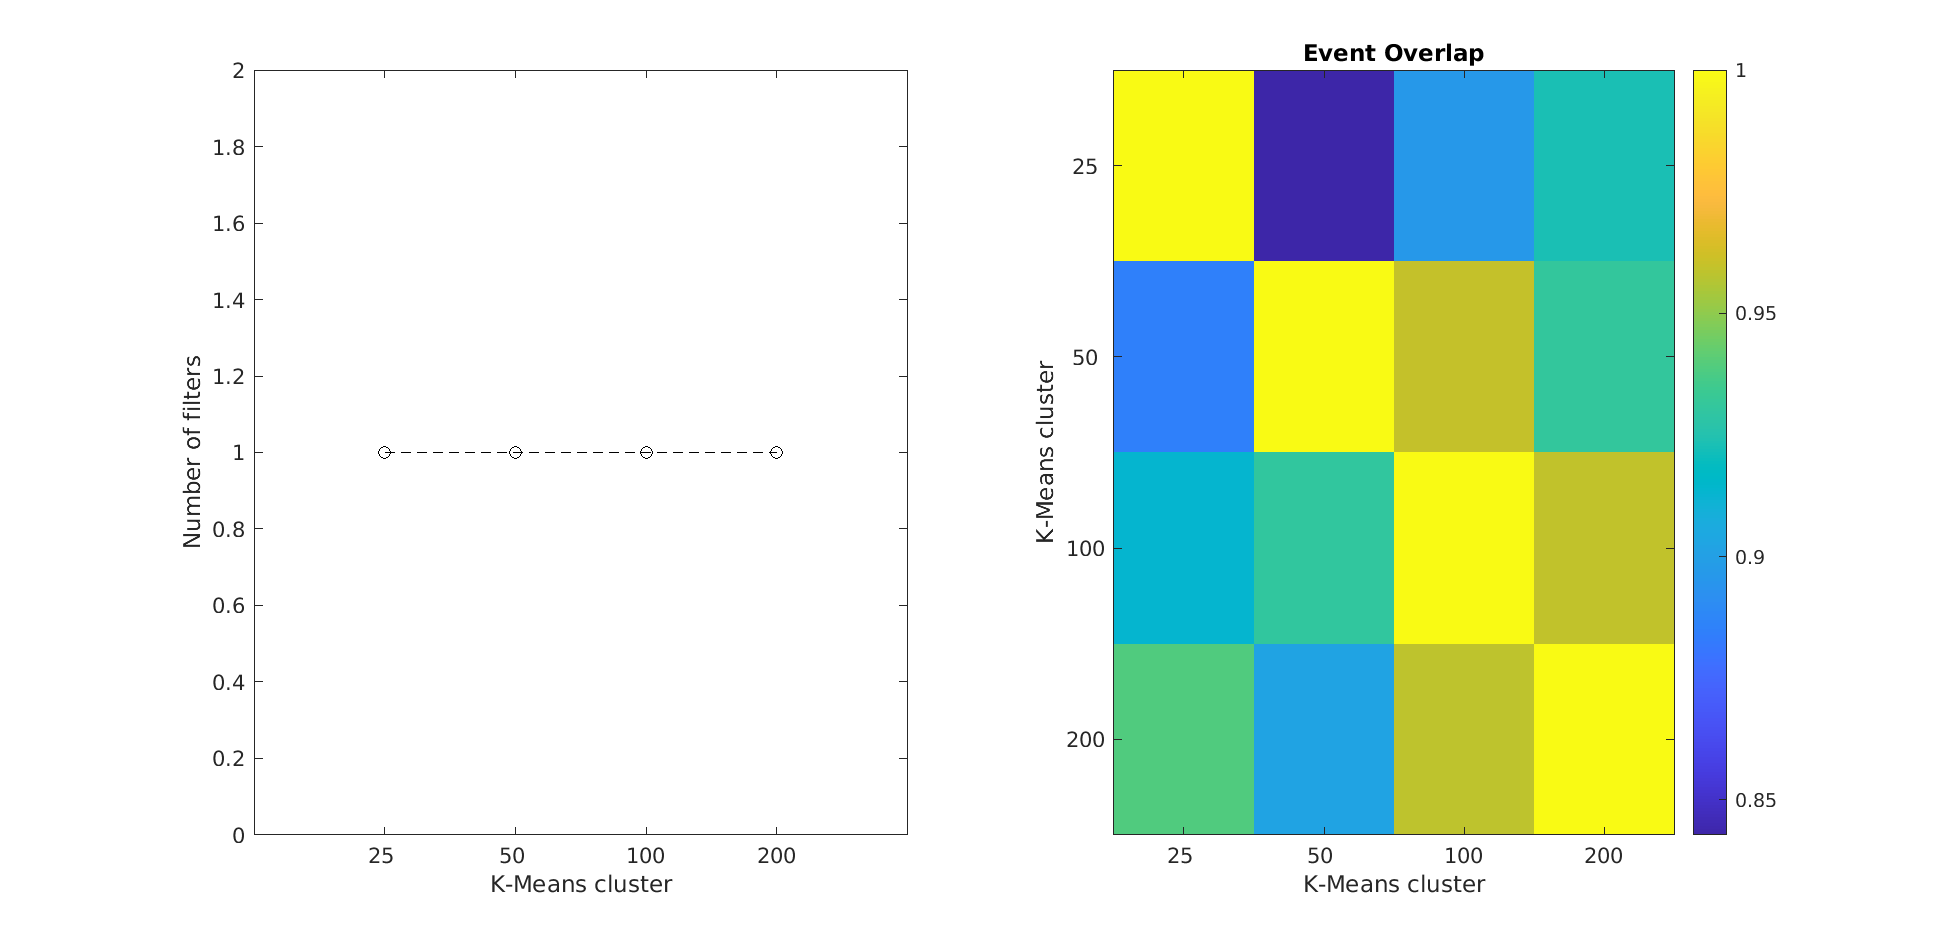 2
1.8
1.6
1.4
1.2
1
0.8
0.6
0.4
0.2
0
Number of filters
25 50 100 200
K-Means cluster
Event Overlap
25
50
100
200
K-Means cluster
25 50 100 200
K-Means cluster
1
0.95
0.9
0.85